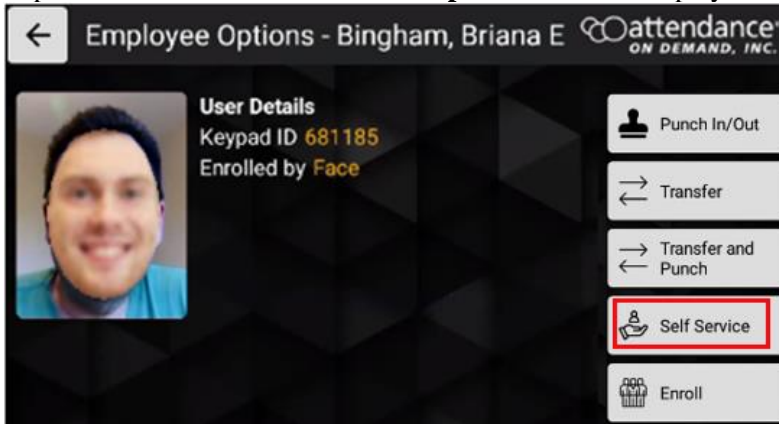 Employee Options - Bingham, Briana E
attendance
ON DEMAND, INC.
User Details
Keypad ID 681185
Enrolled by Face
Punch In/Out
Transfer
Transfer and
Punch
Self Service
Enroll